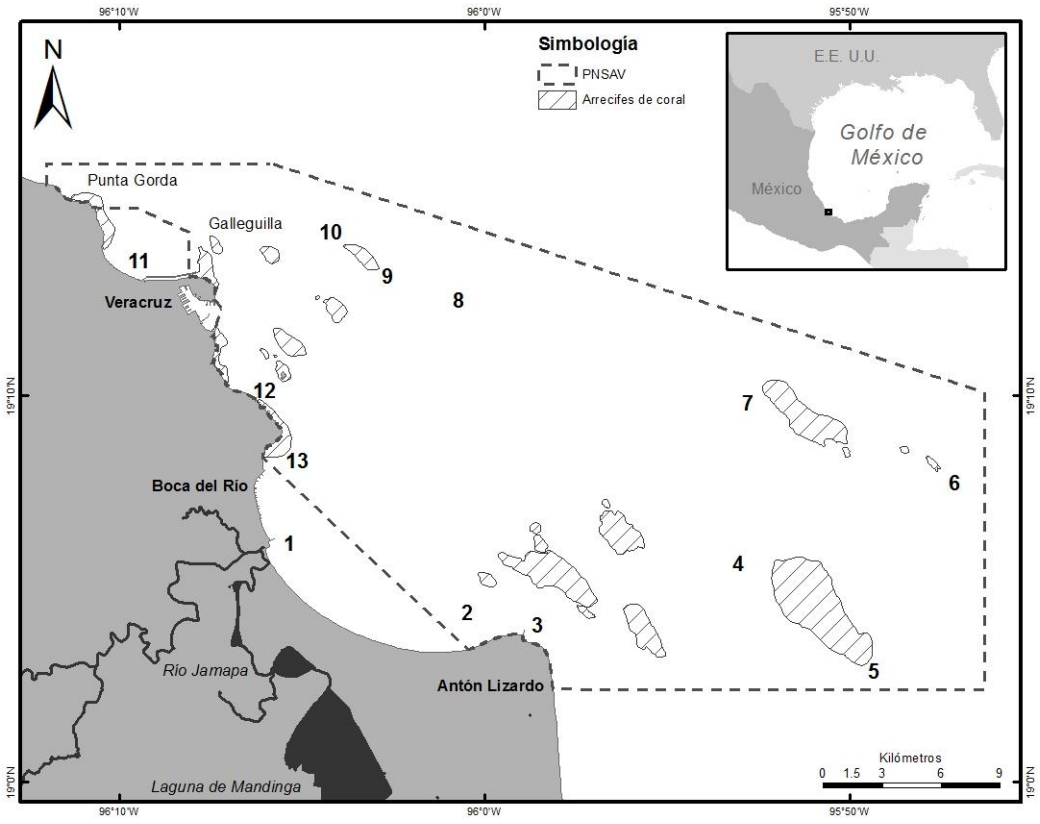 96°10'W
96°0'W
95°50'W
N
Simbología
PNSAV
Arrecifes de coral
E.E. U.U.
Golfo de
México
México
Punta Gorda
Galleguilla
10
11
9
Veracruz
8
19°10'N
19°10'N
12
7
13
6
Boca del Río
1
4
2
3
Río Jamapa
5
Antón Lizardo
Kilómetros
0 1.5 3 6 9
Laguna de Mandinga
19°0'N
19°0'N
96°10'W
96°0'W
95°50'W